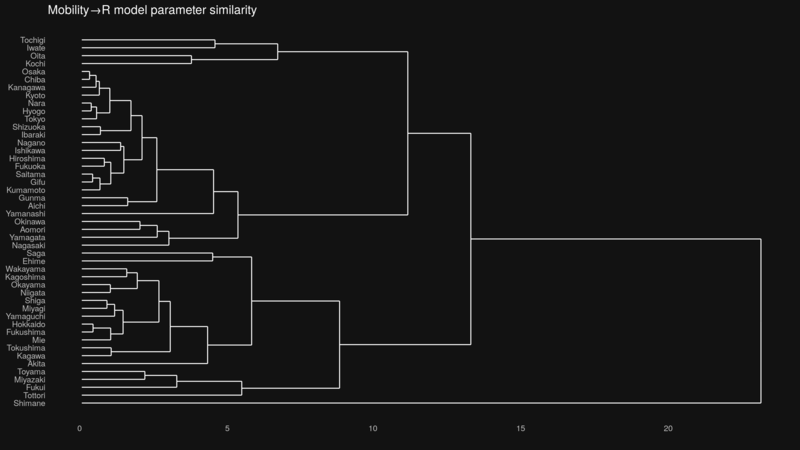 Mobility→R model parameter similarity
Tochigi
Iwate
Oita
Kochi
Osaka
Chiba
Kanagawa
Kyoto
Nara
Hyogo
Tokyo
Shizuoka
Ibaraki
Nagano
Ishikawa
Hiroshima
Fukuoka
Saitama
Gifu
Kumamoto
Gunma
Aichi
Yamanashi
Okinawa
Aomori
Yamagata
Nagasaki
Saga
Ehime
Wakayama
Kagoshima
Okayama
Niigata
Shiga
Miyagi
Yamaguchi
Hokkaido
Fukushima
Mie
Tokushima
Kagawa
Akita
Toyama
Miyazaki
Fukui
Tottori
Shimane
0 5 10 15 20